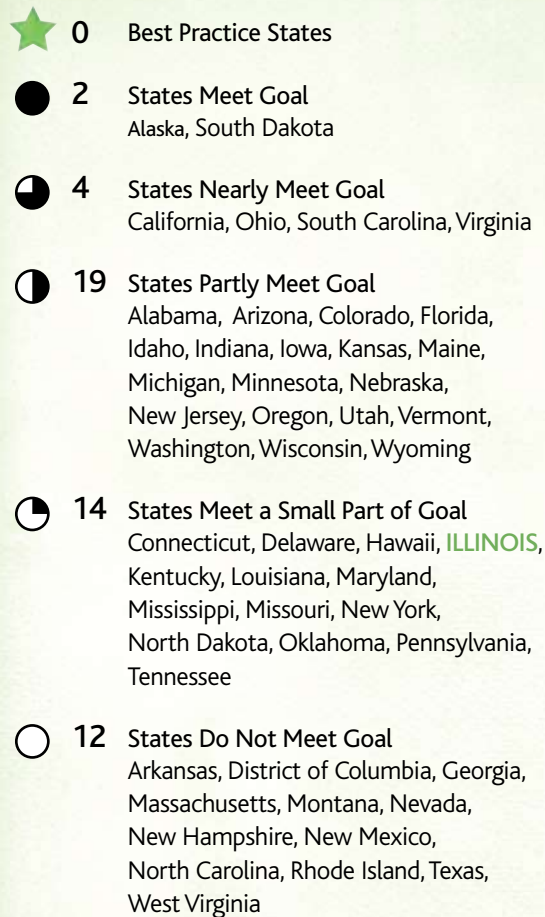 0 Best Practice States
2 States Meet Goal
Alaska, South Dakota
4 States Nearly Meet Goal
California, Ohio, South Carolina, Virginia
19 States Partly Meet Goal
Alabama, Arizona, Colorado, Florida,
Idaho, Indiana, Iowa, Kansas, Maine,
Michigan, Minnesota, Nebraska,
New Jersey, Oregon, Utah, Vermont,
Washington, Wisconsin, Wyoming
14 States Meet a Small Part of Goal
Connecticut, Delaware, Hawaii, ILLINOIS,
Kentucky, Louisiana, Maryland,
Mississippi, Missouri, New York,
North Dakota, Oklahoma, Pennsylvania,
Tennessee
12 States Do Not Meet Goal
Arkansas, District of Columbia, Georgia,
Massachusetts, Montana, Nevada,
New Hampshire, New Mexico,
North Carolina, Rhode Island, Texas,
West Virginia